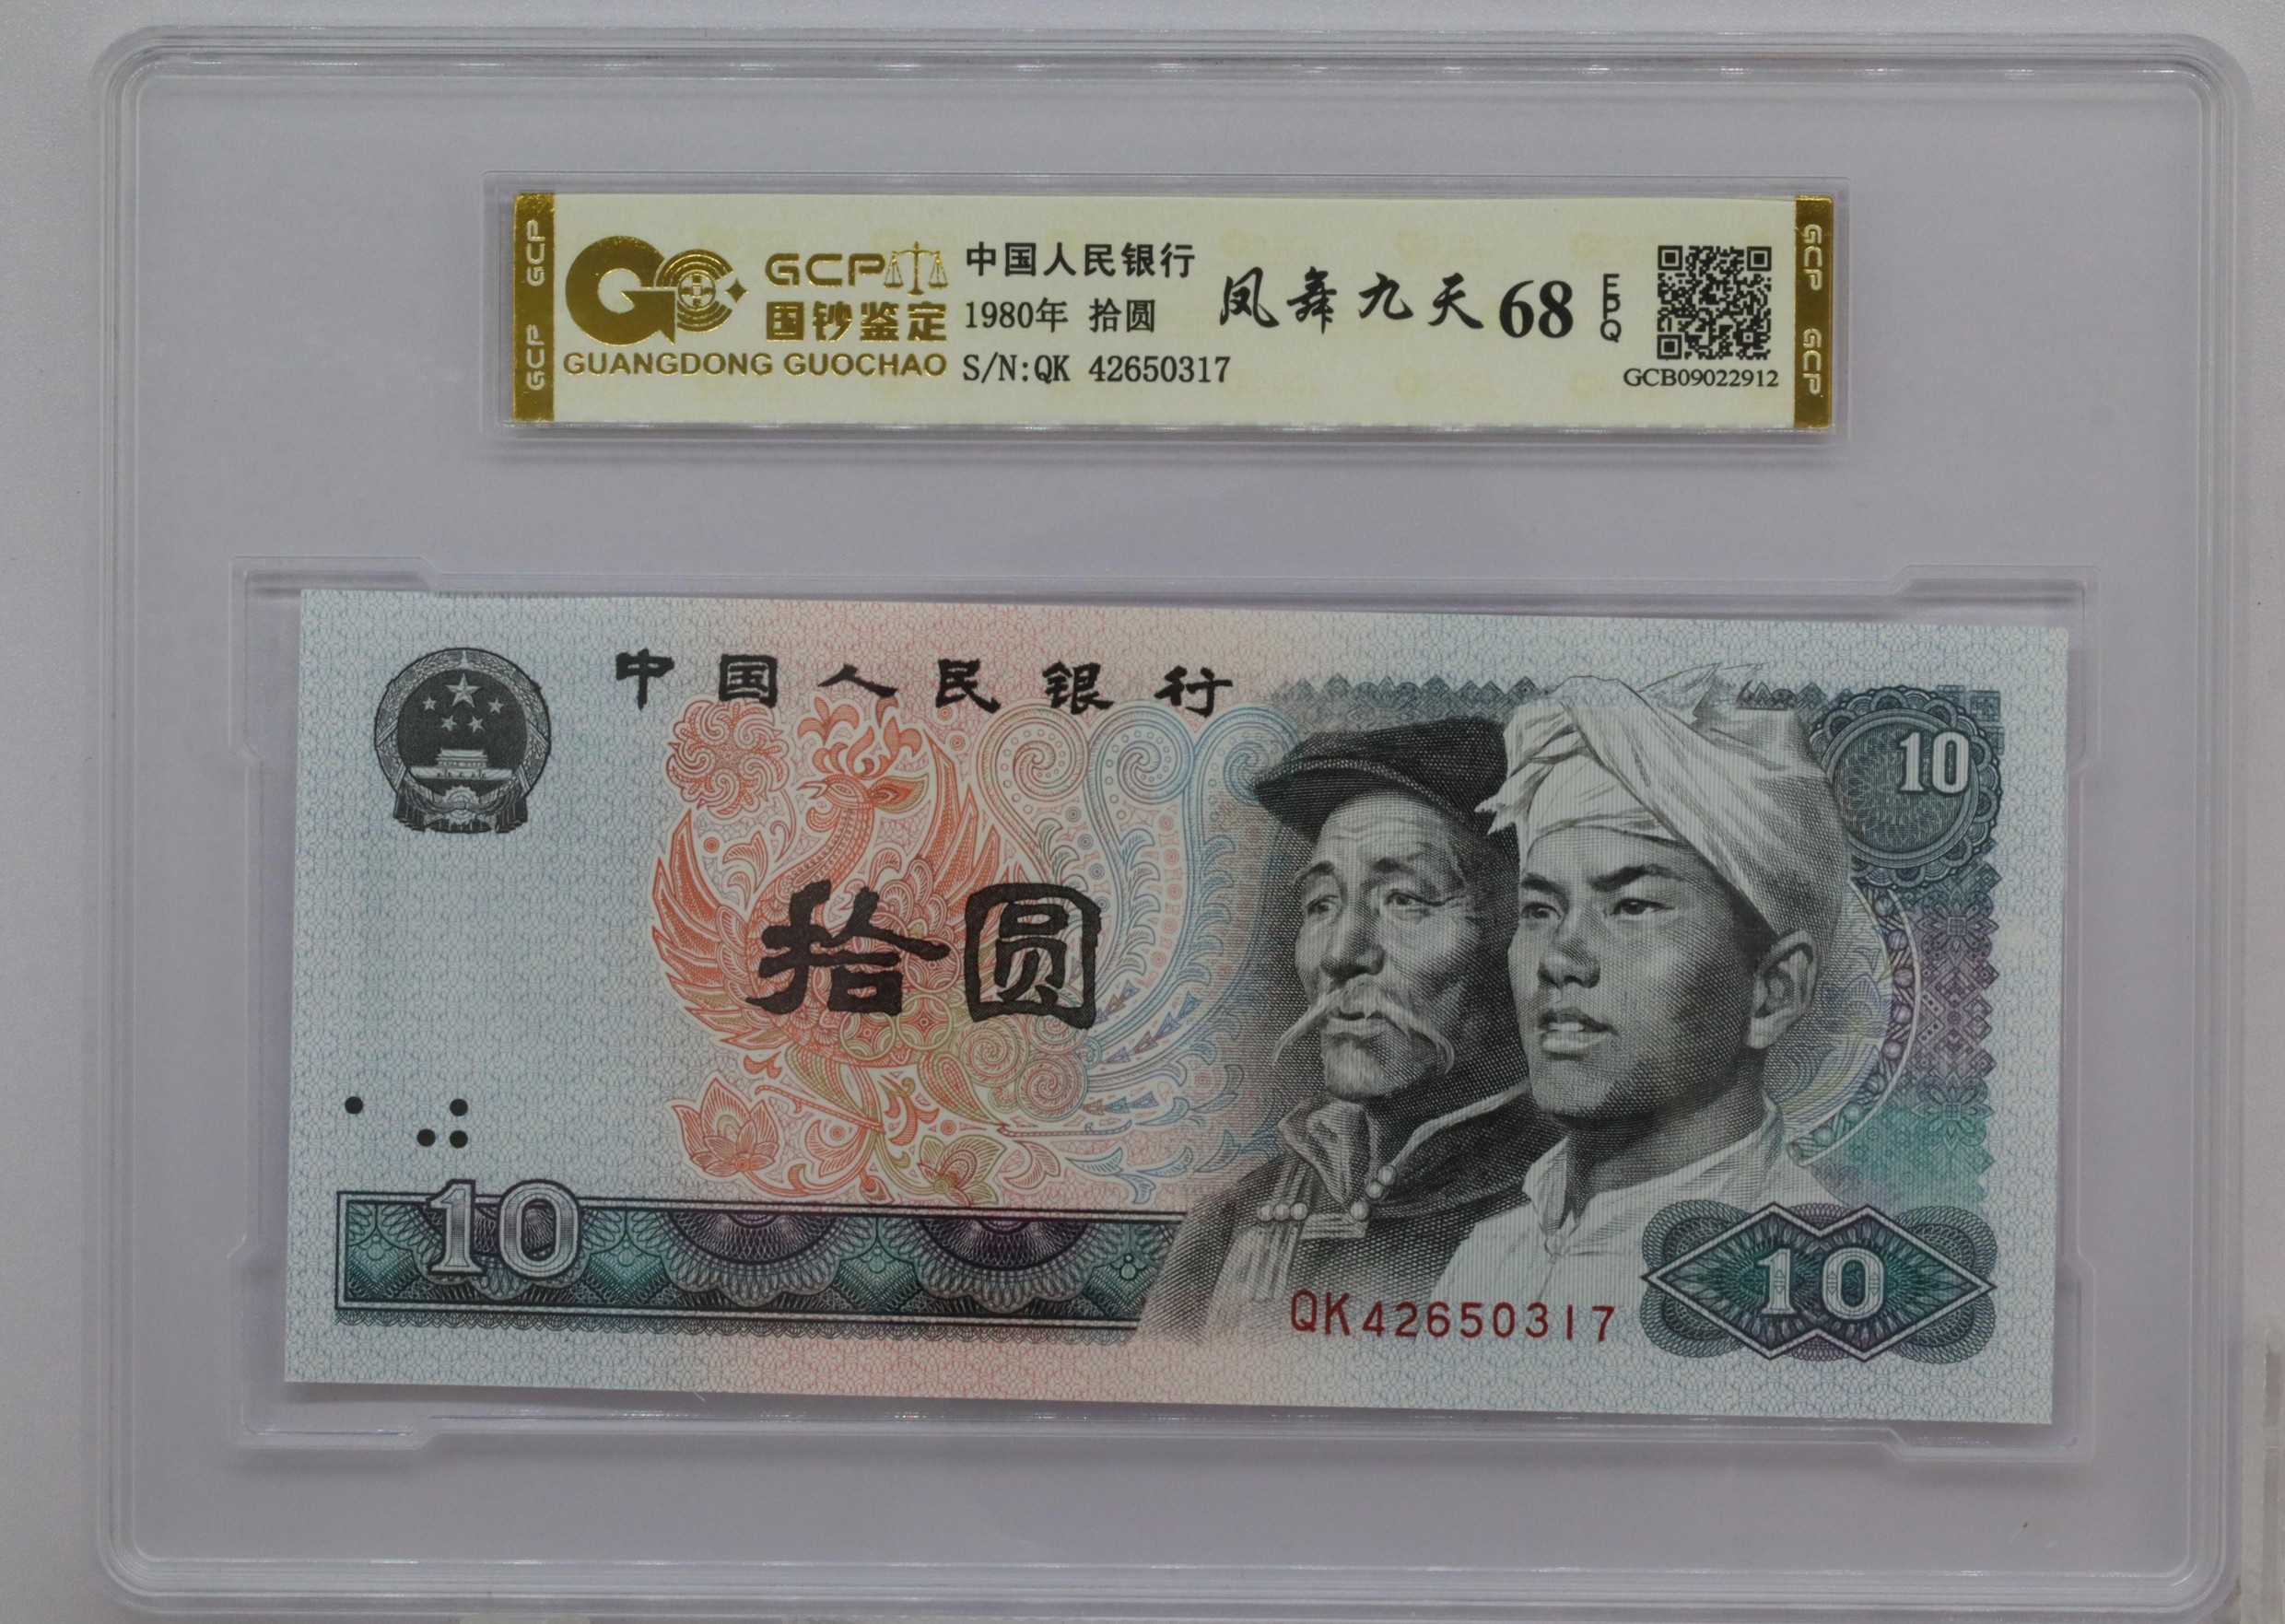 GCP GCP
GCP
国钞鉴定
GUANGDONG GUOCHAO
中国人民银行
1980年 拾圆
S/N:QK 42650317
凤舞九天 68 EPQ
GCB09022912
GCP GCP
中国人民银行
10
拾圆
10
QK42650317
10